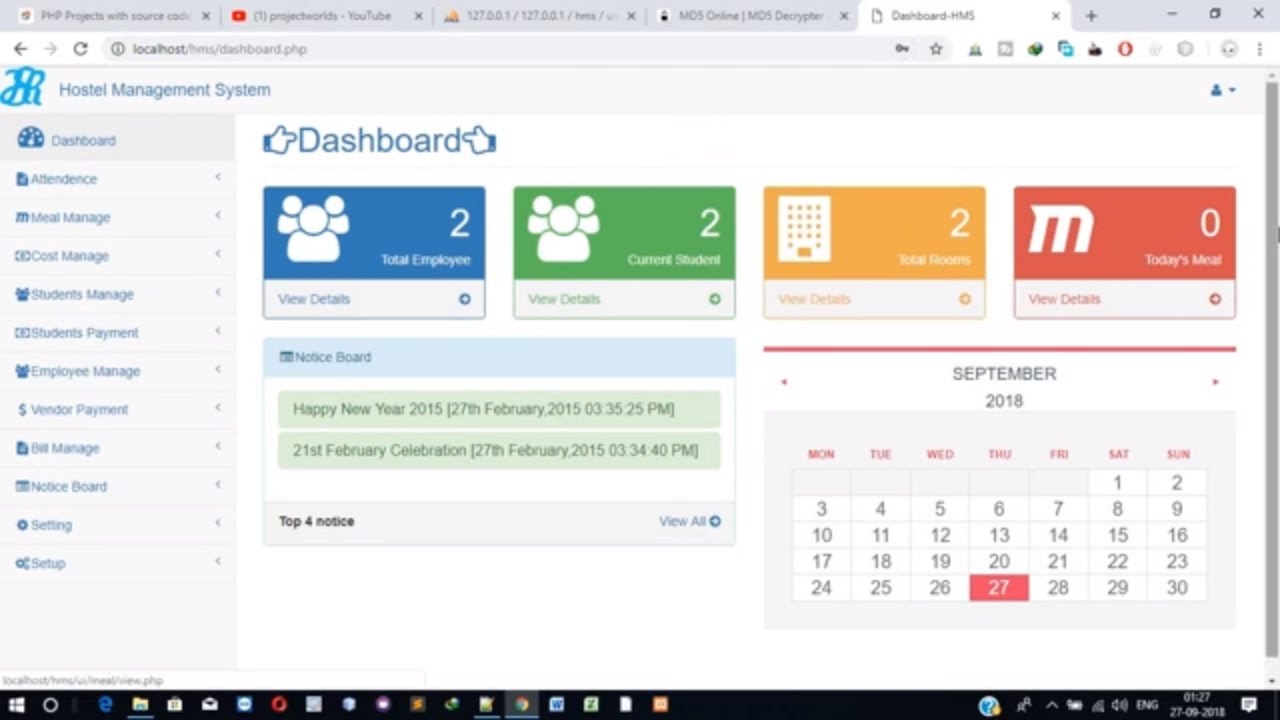 PHP Projects with source code
(1) projectworlds - YouTube
127.0.0.1 / 127.0.0.1 / hms / u
MD5 Online | MD5 Decrypter
Dashboard-HMS
localhost/hms/dashboard.php
Hostel Management System
Dashboard
Attendence
Meal Manage
Cost Manage
Students Manage
Students Payment
Employee Manage
$ Vendor Payment
Bill Manage
Notice Board
Setting
Setup
Dashboard
2
Total Employee
View Details
2
Current Student
View Details
2
Total Rooms
View Details
m
0
Today's Meal
View Details
Notice Board
Happy New Year 2015 [27th February,2015 03:35:25 PM]
21st February Celebration [27th February,2015 03:34:40 PM]
Top 4 notice
View All
SEPTEMBER
2018
MON TUE WED THU FRI SAT SUN
1 2
3 4 5 6 7 8 9
10 11 12 13 14 15 16
17 18 19 20 21 22 23
24 25 26 27 28 29 30
localhost/hms/ui/meal/view.php
ENG
01:27
27-09-2018